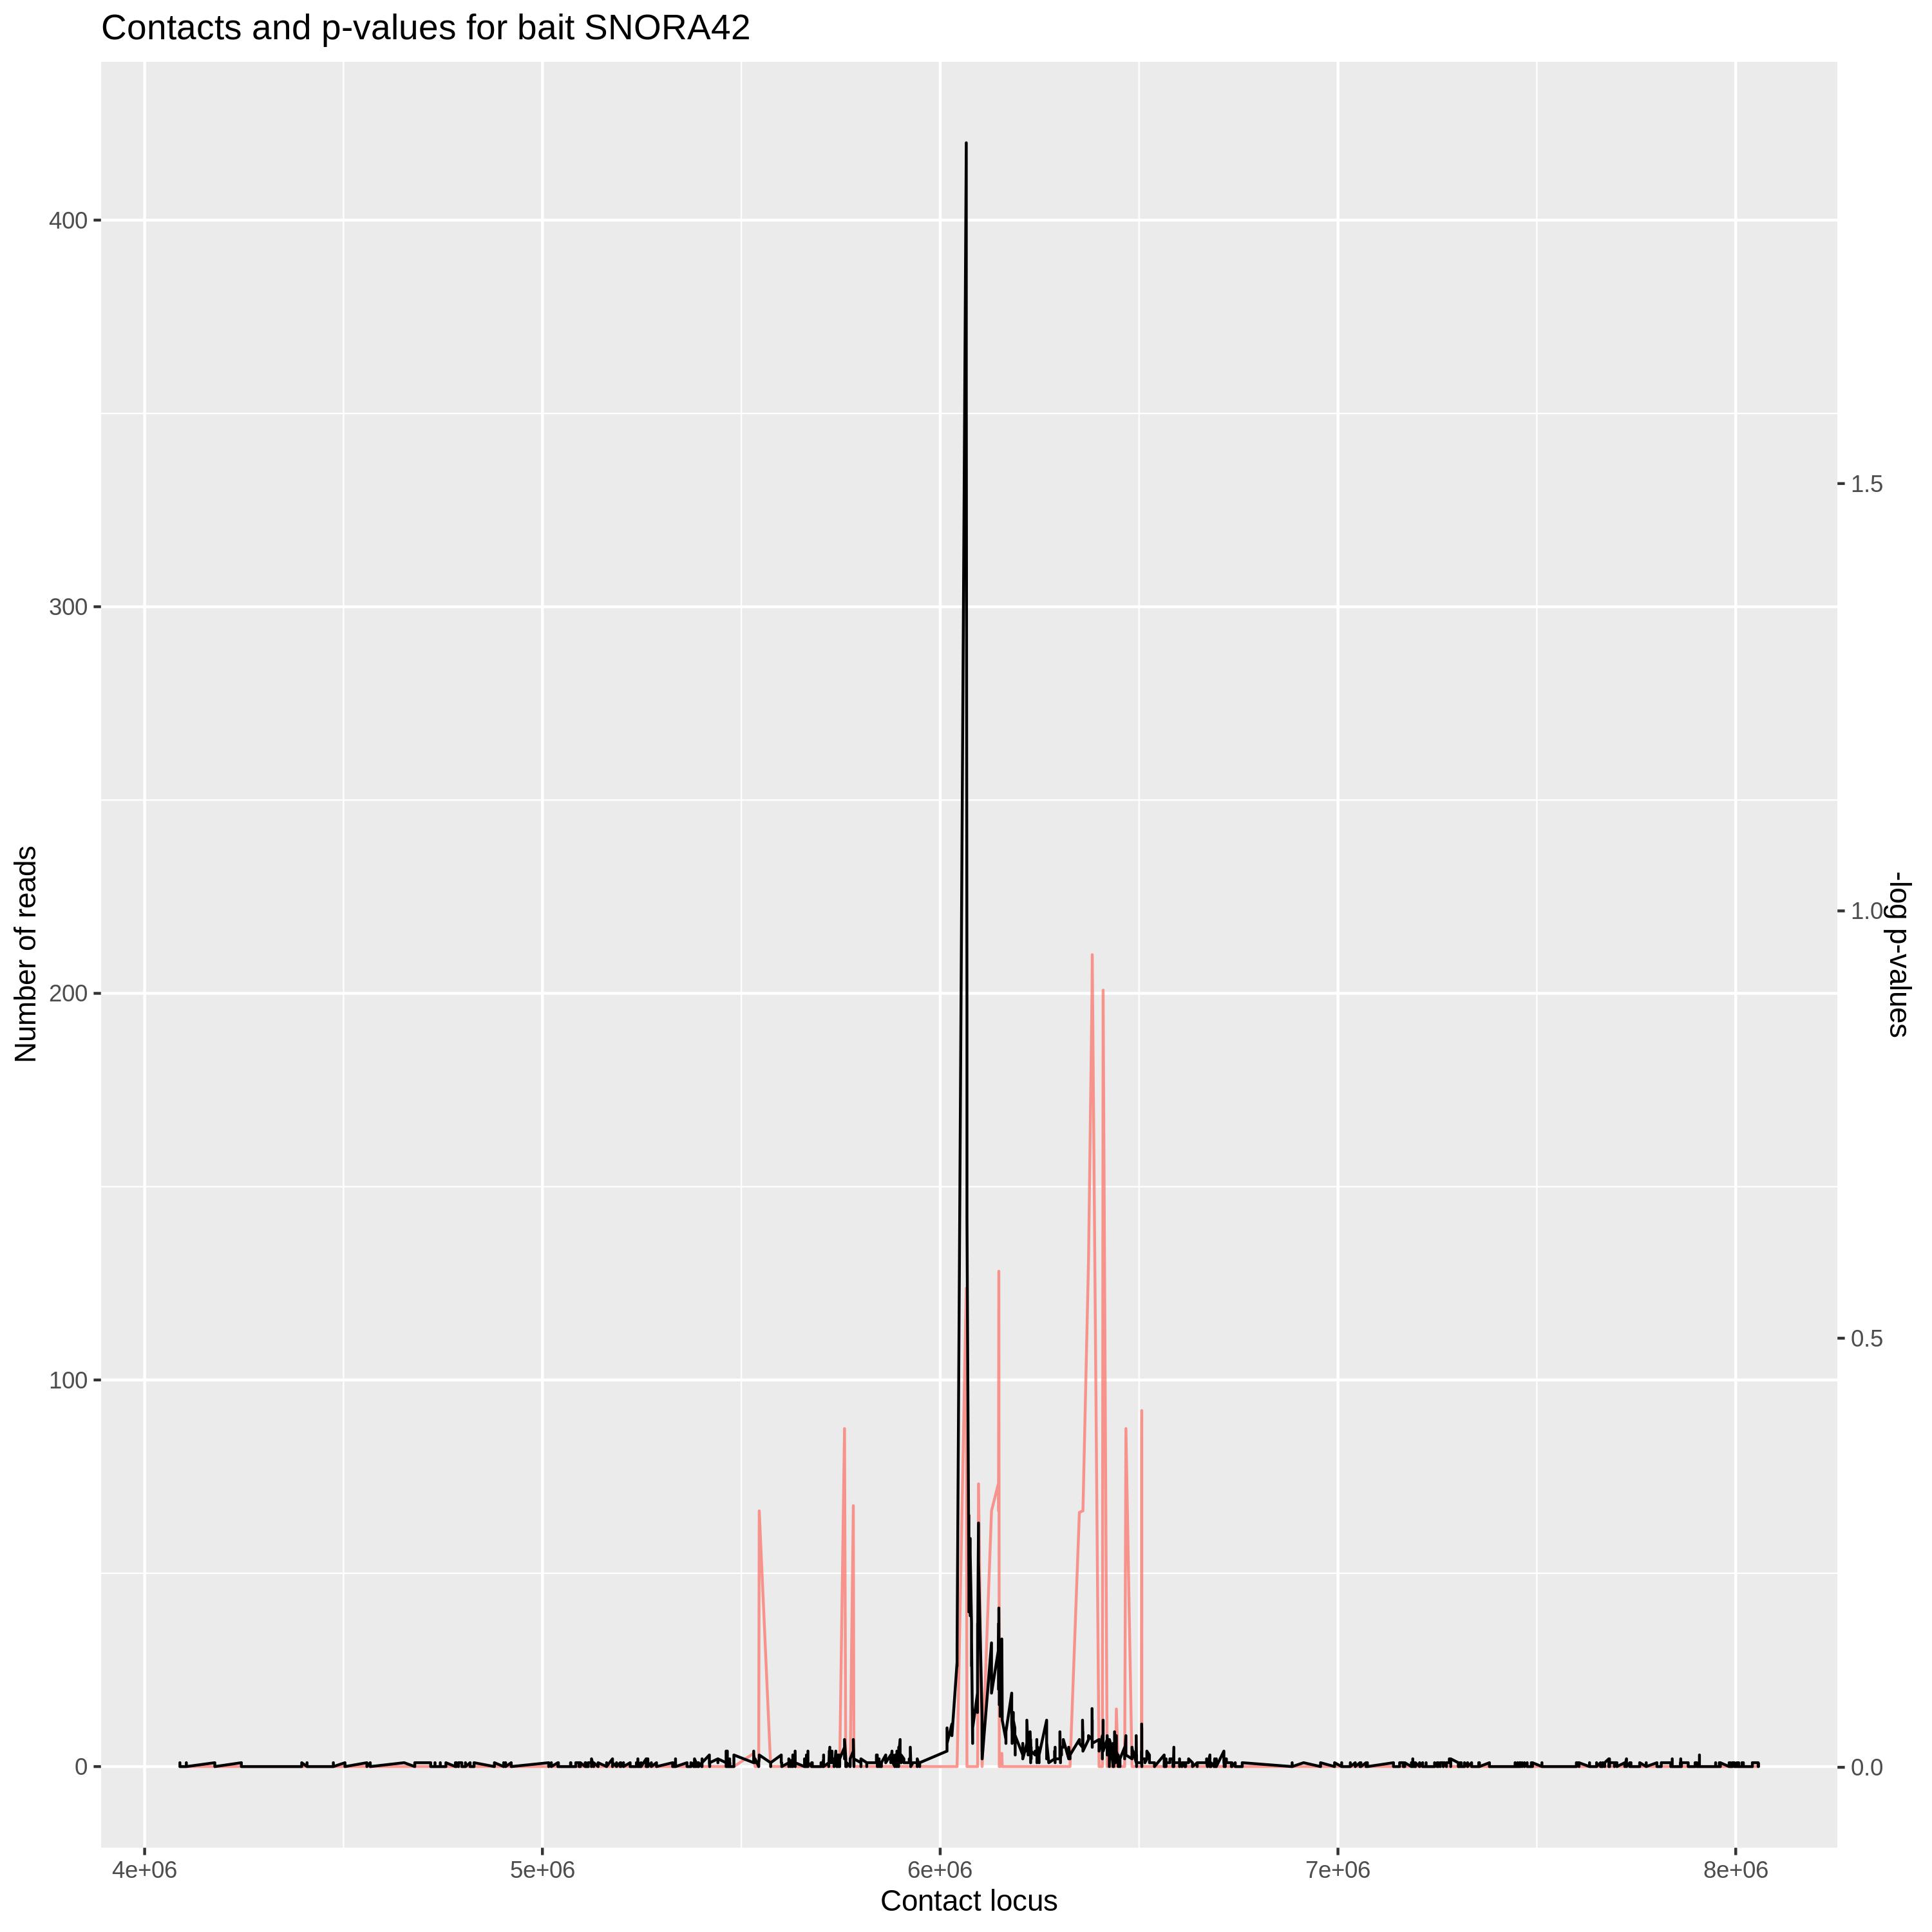 Contacts and p-values for bait SNORA42
400
300
200
100
0
Number of reads
1.5
1.0
0.5
0.0
-log p-values
4e+06 5e+06 6e+06 7e+06 8e+06
Contact locus